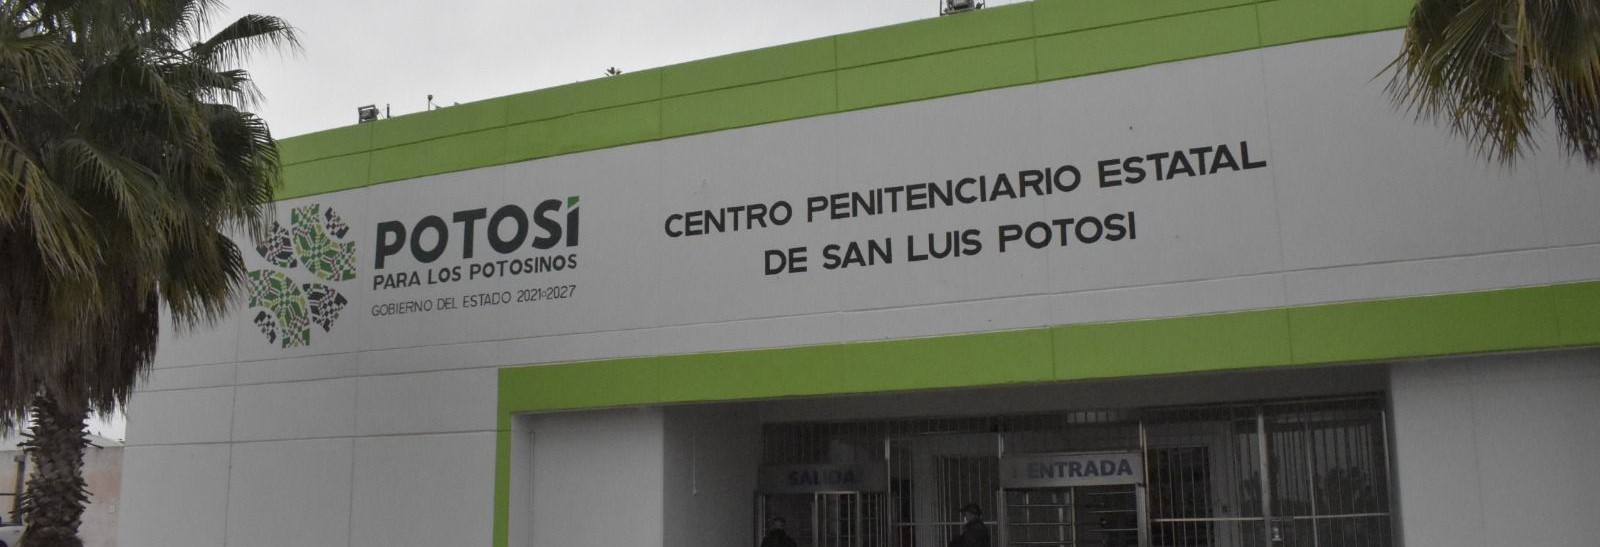 POTOSÍ
PARA LOS POTOSINOS
GOBIERNO DEL ESTADO 2021-2027
CENTRO PENITENCIARIO ESTATAL
DE SAN LUIS POTOSI
SALIDA
ENTRADA